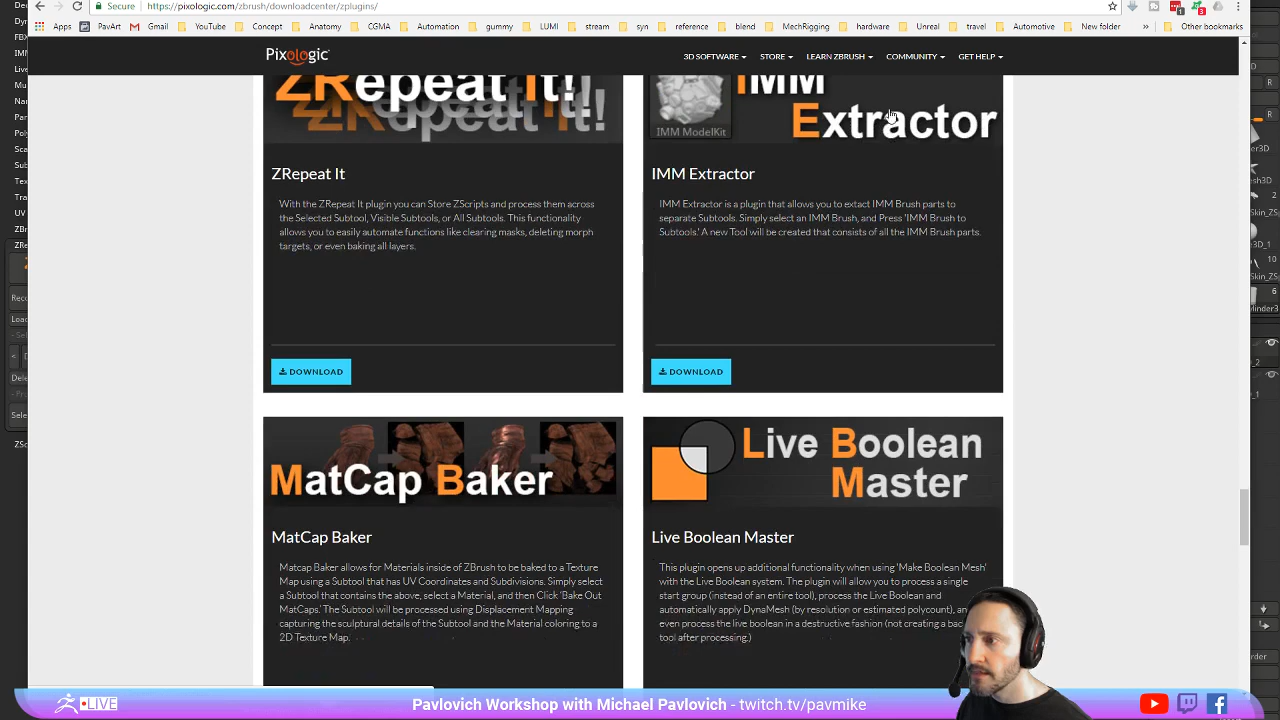 Secure https://pixologic.com/zbrush/downloadcenter/zplugins/
Apps PavArt Gmail YouTube Concept Anatomy CGMA Automation gummy LUMI stream syn reference blend MechRigging hardware Unreal travel Automotive New folder » Other bookmarks
Pixologic
3D SOFTWARE STORE LEARN ZBRUSH COMMUNITY GET HELP
ZRepeat It!
IMM
Extractor
IMM ModelKit
ZRepeat It
With the ZRepeat It plugin you can Store ZScripts and process them across
the Selected Subtool, Visible Subtools, or All Subtools. This functionality
allows you to easily automate functions like clearing masks, deleting morph
targets, or even baking all layers.
DOWNLOAD
IMM Extractor
IMM Extractor is a plugin that allows you to extact IMM Brush parts to
separate Subtools. Simply select an IMM Brush, and Press 'IMM Brush to
Subtools.' A new Tool will be created that consists of all the IMM Brush parts.
DOWNLOAD
MatCap Baker
MatCap Baker
Matcap Baker allows for Materials inside of ZBrush to be baked to a Texture
Map using a Subtool that has UV Coordinates and Subdivisions. Simply select
a Subtool that contains the above, select a Material, and then Click 'Bake Out
MatCaps.' The Subtool will be processed using Displacement Mapping
capturing the sculptural details of the Subtool and the Material coloring to a
2D Texture Map.
Live Boolean
Master
Live Boolean Master
This plugin opens up additional functionality when using 'Make Boolean Mesh'
with the Live Boolean system. The plugin will allow you to process a single
start group (instead of an entire tool), process the Live Boolean and
automatically apply DynaMesh (by resolution or estimated polycount), an
even process the live boolean in a destructive fashion (not creating a bac
tool after processing.)
LIVE
Pavlovich Workshop with Michael Pavlovich - twitch.tv/pavmike